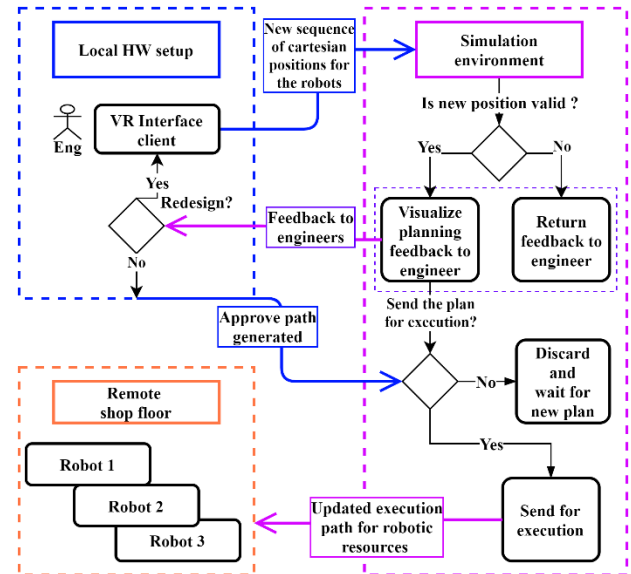 Local HW setup
New sequence
of cartesian
positions for
the robots
Simulation
environment
Is new position valid ?
Eng
VR Interface
client
Yes
No
Yes
Redesign?
Feedback to
engineers
Visualize
planning
feedback to
engineer
Return
feedback to
engineer
No
Send the plan
for execution?
Approve path
generated
No
Discard and
wait for
new plan
Remote
shop floor
Yes
Robot 1
Robot 2
Robot 3
Updated execution
path for robotic
resources
Send for
execution